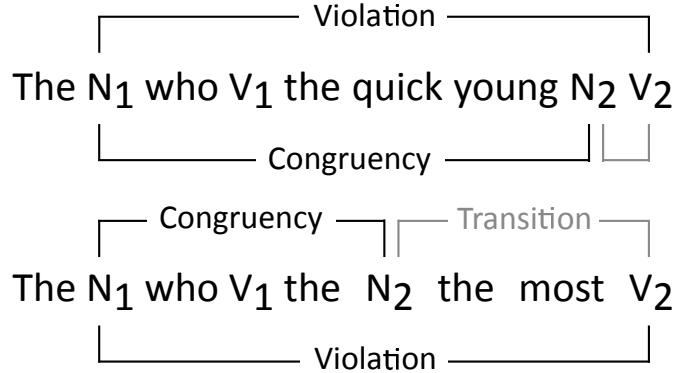 Violation
The N1 who V1 the quick young N2 V2
Congruency
Congruency Transition
The N1 who V1 the N2 the most V2
Violation